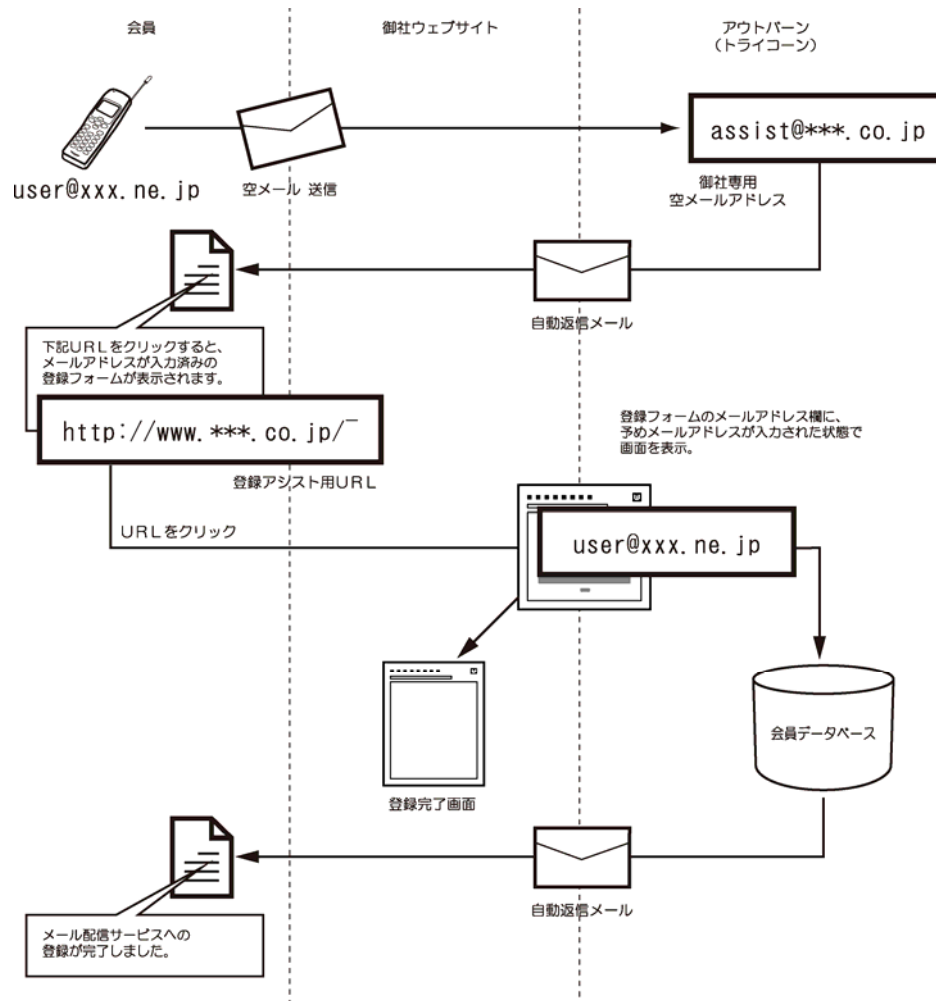 会員
御社ウェブサイト
アウトバーン
(トライコーン)
assist@***.co.jp
user@xxx.ne.jp
空メール 送信
御社専用
空メールアドレス
自動返信メール
下記URLをクリックすると、
メールアドレスが入力済みの
登録フォームが表示されます。
http://www.***.co.jp/‾
登録アシスト用URL
登録フォームのメールアドレス欄に、
予めメールアドレスが入力された状態で
画面を表示。
URLをクリック
user@xxx.ne.jp
会員データベース
登録完了画面
自動返信メール
メール配信サービスへの
登録が完了しました。